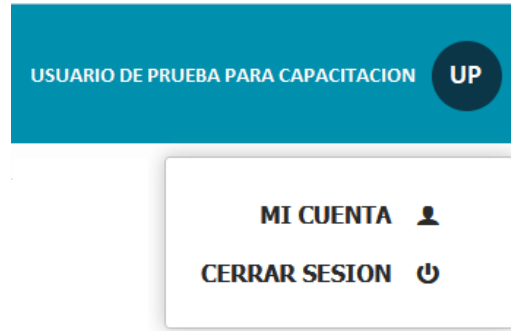 USUARIO DE PRUEBA PARA CAPACITACION UP
MI CUENTA
CERRAR SESION